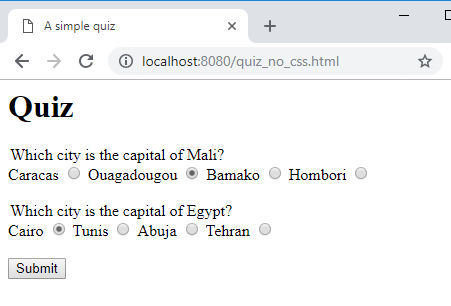 A simple quiz
localhost:8080/quiz_no_css.html
Quiz
Which city is the capital of Mali?
Caracas Ouagadougou Bamako Hombori
Which city is the capital of Egypt?
Cairo Tunis Abuja Tehran
Submit